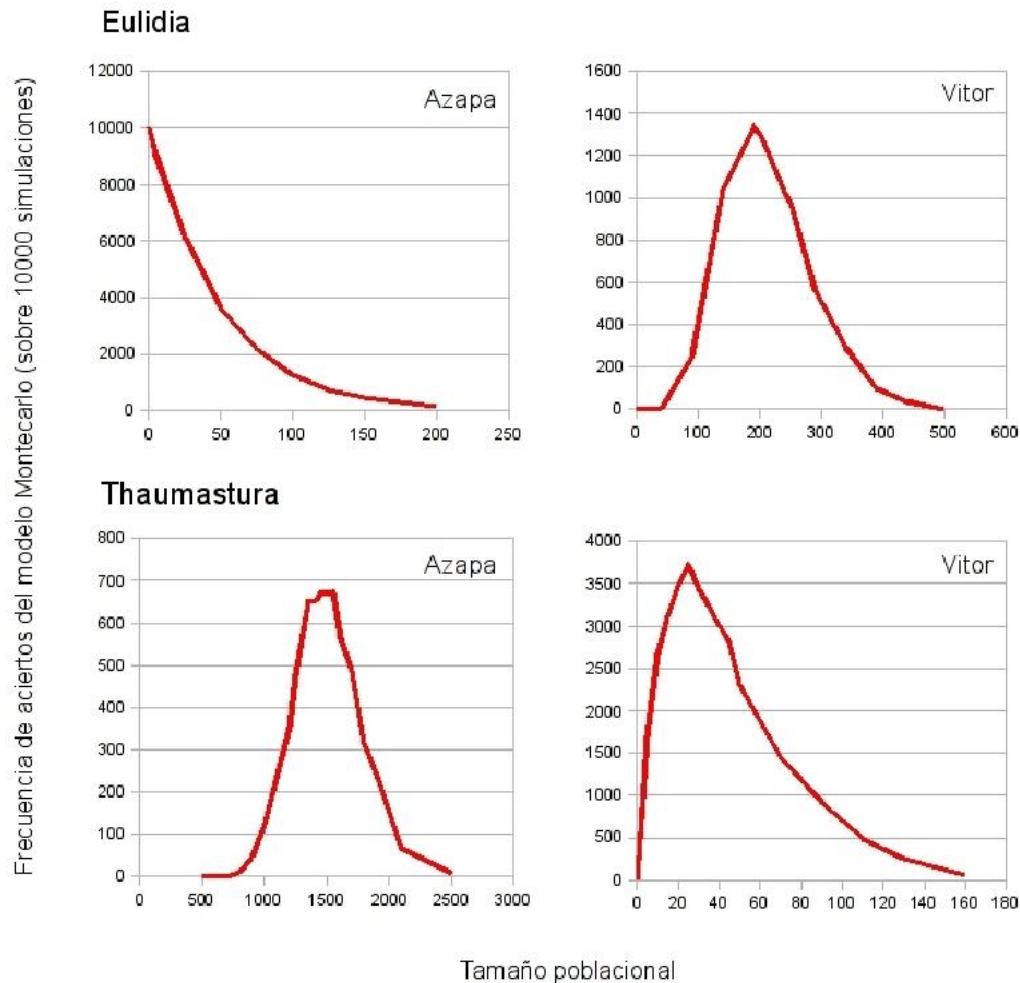 Eulidia
Frecuencia de aciertos del modelo Montecarlo (sobre 10000 simulaciones)
Azapa
12000
10000
8000
6000
4000
2000
0
0 50 100 150 200 250
Vitor
1600
1400
1200
1000
800
600
400
200
0
0 100 200 300 400 500 600
Thaumastura
Azapa
800
700
600
500
400
300
200
100
0
0 500 1000 1500 2000 2500 3000
Vitor
4000
3500
3000
2500
2000
1500
1000
500
0
0 20 40 60 80 100 120 140 160 180
Tamaño poblacional